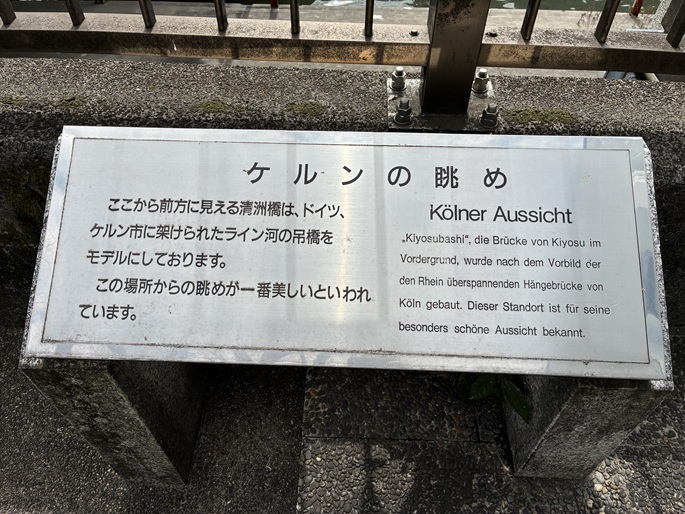 ケルンの眺め
ここから前方に見える清洲橋は、ドイツ、
ケルン市に架けられたライン河の吊橋を
モデルにしております。
この場所からの眺めが一番美しいといわれ
ています。
Kölner Aussicht
„Kiyosubashi“, die Brücke von Kiyosu im
Vordergrund, wurde nach dem Vorbild der
den Rhein überspannenden Hängebrücke von
Köln gebaut. Dieser Standort ist für seine
besonders schöne Aussicht bekannt.